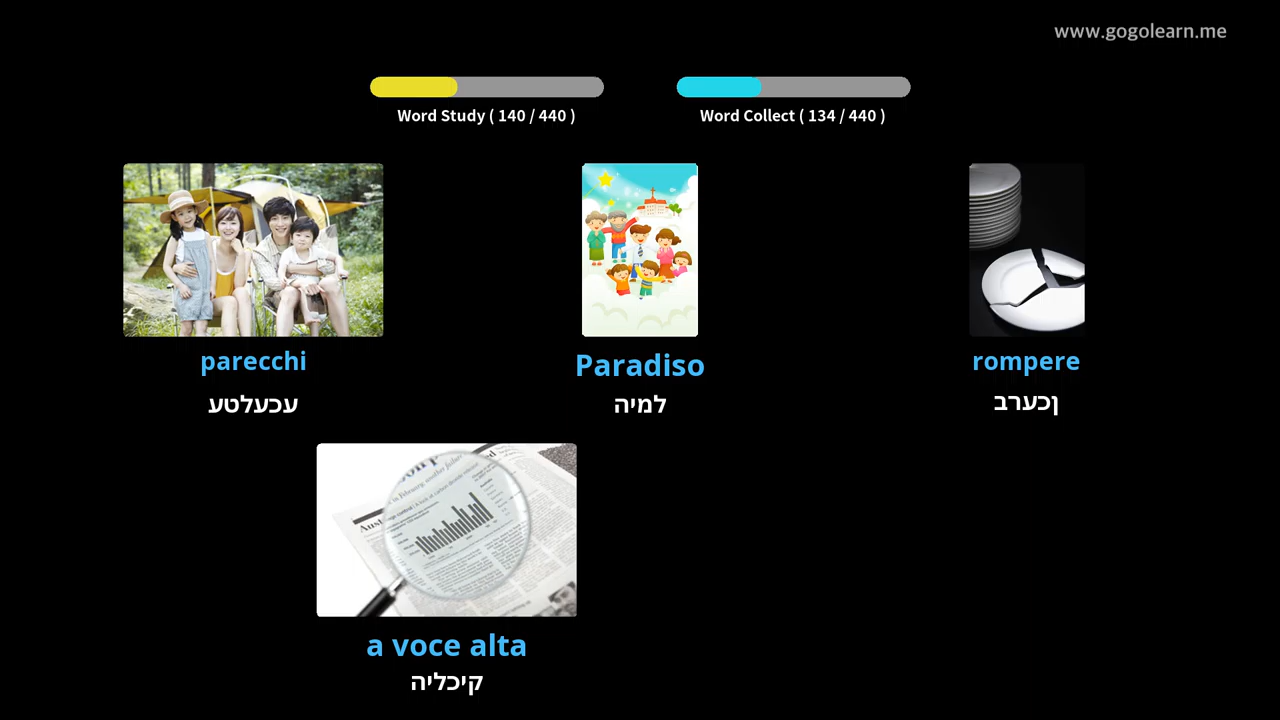 www.gogolearn.me
Word Study ( 140 / 440 )
Word Collect ( 134 / 440 )
parecchi
עכעלטע
Paradiso
למיה
rompere
ןכערב
a voce alta
קיכליה